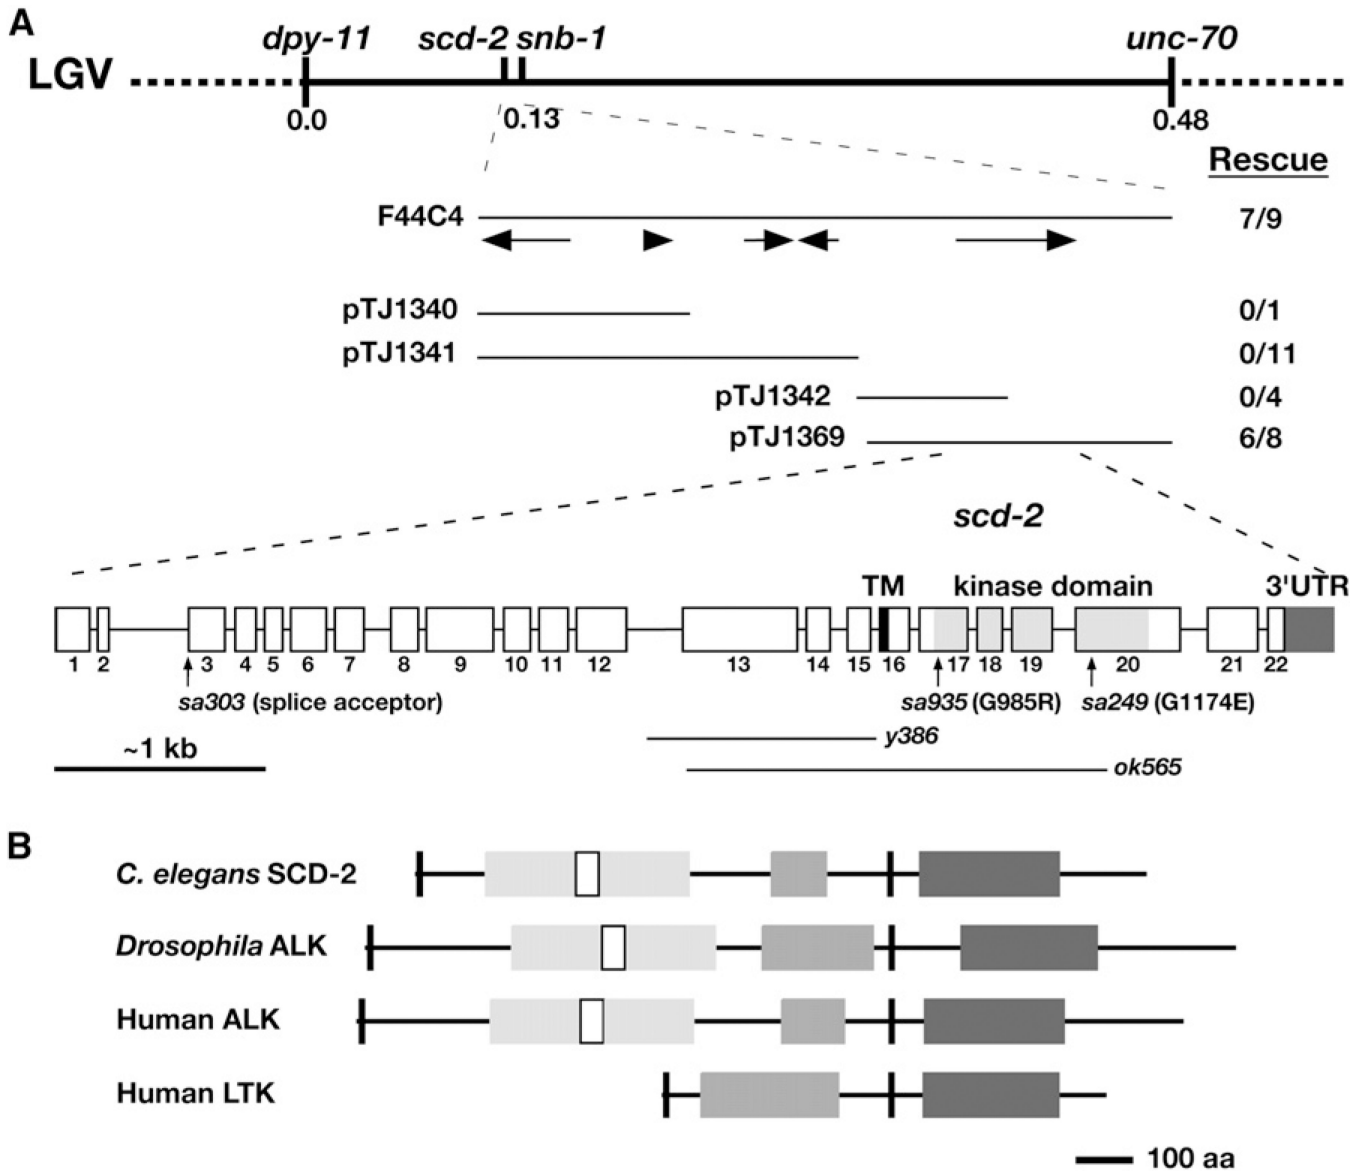 A
dpy-11 scd-2 snb-1 unc-70
LGV
0.0 0.13 0.48
Rescue
F44C4 7/9
pTJ1340 0/1
pTJ1341 0/11
pTJ1342 0/4
pTJ1369 6/8
scd-2
TM kinase domain 3'UTR
1 2 3 4 5 6 7 8 9 10 11 12 13 14 15 16 17 18 19 20 21 22
sa303 (splice acceptor) sa935 (G985R) sa249 (G1174E)
~1 kb y386
ok565
B
C. elegans SCD-2
Drosophila ALK
Human ALK
Human LTK
100 aa